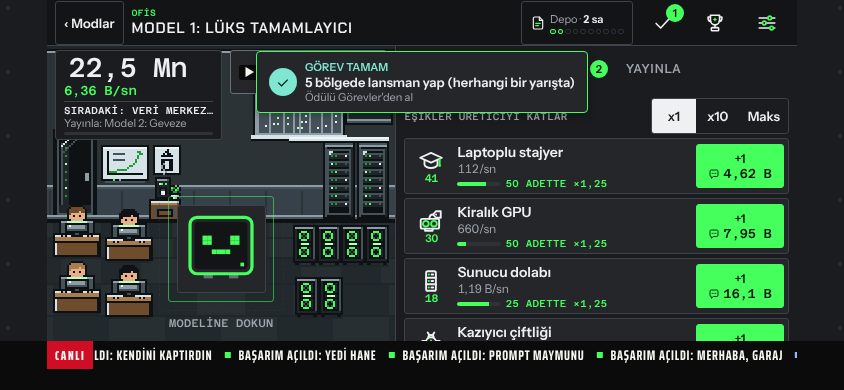 ‹ Modlar
OFİS
MODEL 1: LÜKS TAMAMLAYICI
Depo · 2 sa
1
22,5 Mn
6,36 B/sn
ŞIRADAKİ: VERİ MERKEZ…
Yayınla: Model 2: Geveze
GÖREV TAMAM
5 bölgede lansman yap (herhangi bir yarışta)
Ödülü Görevler'den al
2
YAYINLA
EŞİKLER ÜRETİCİYİ KATLAR
x1
x10
Maks
41
Laptoplu stajyer
112/sn
50 ADETTE ×1,25
+1
4,62 B
30
Kiralık GPU
660/sn
50 ADETTE ×1,25
+1
7,95 B
18
Sunucu dolabı
1,19 B/sn
25 ADETTE ×1,25
+1
16,1 B
Kazıyıcı çiftliği
+1
MODELİNE DOKUN
CANLI
LDI: KENDİNİ KAPTIRDIN ▪ BAŞARIM AÇILDI: YEDİ HANE ▪ BAŞARIM AÇILDI: PROMPT MAYMUNU ▪ BAŞARIM AÇILDI: MERHABA, GARAJ